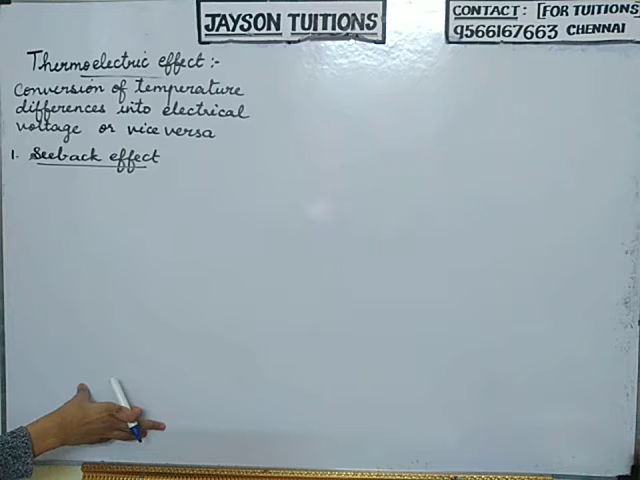 JAYSON TUITIONS
CONTACT: [FOR TUITIONS
9566167663 CHENNAI
Thermoelectric effect :-
Conversion of temperature
differences into electrical
voltage or vice versa
1. Seeback effect